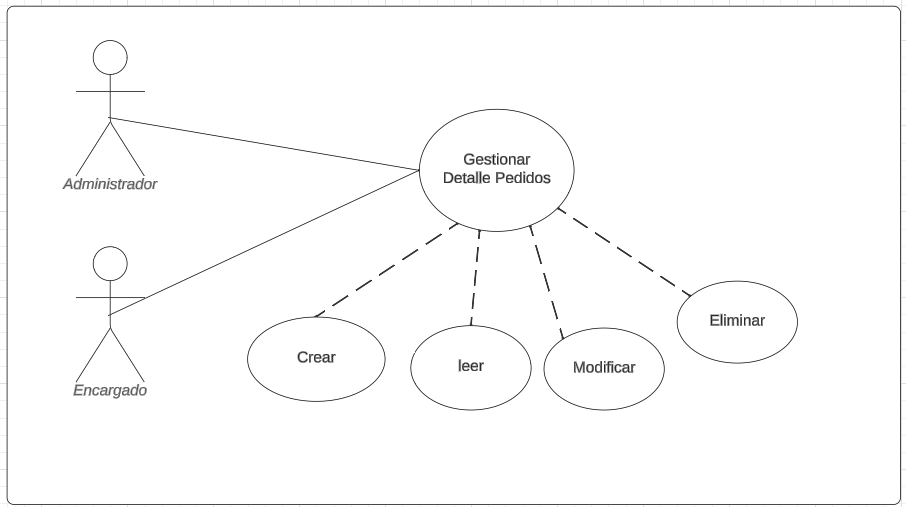 Administrador
Gestionar
Detalle Pedidos
Encargado
Crear
leer
Modificar
Eliminar